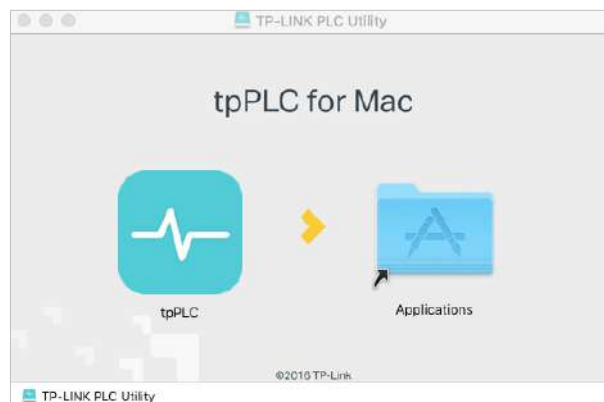 TP-LINK PLC Utility
tpPLC for Mac
tpPLC
Applications
©2016 TP-Link
TP-LINK PLC Utility